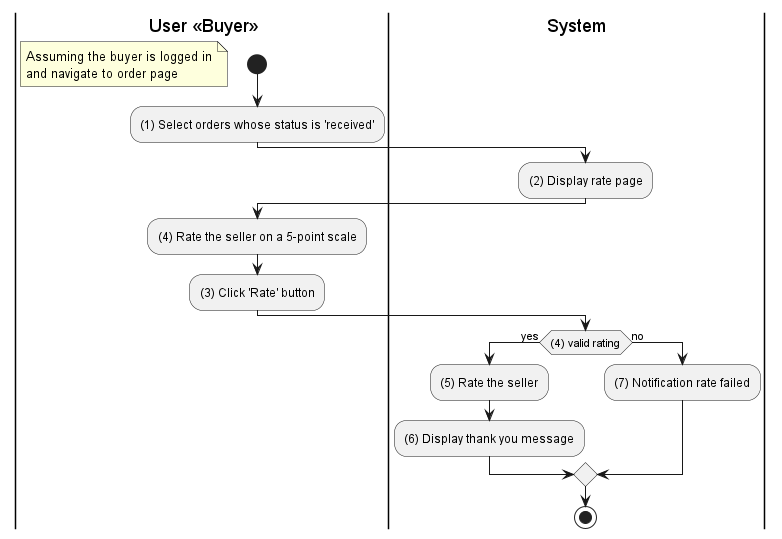 User «Buyer»
System
Assuming the buyer is logged in
and navigate to order page
(1) Select orders whose status is 'received'
(2) Display rate page
(4) Rate the seller on a 5-point scale
(3) Click 'Rate' button
yes
(4) valid rating
no
(5) Rate the seller
(7) Notification rate failed
(6) Display thank you message